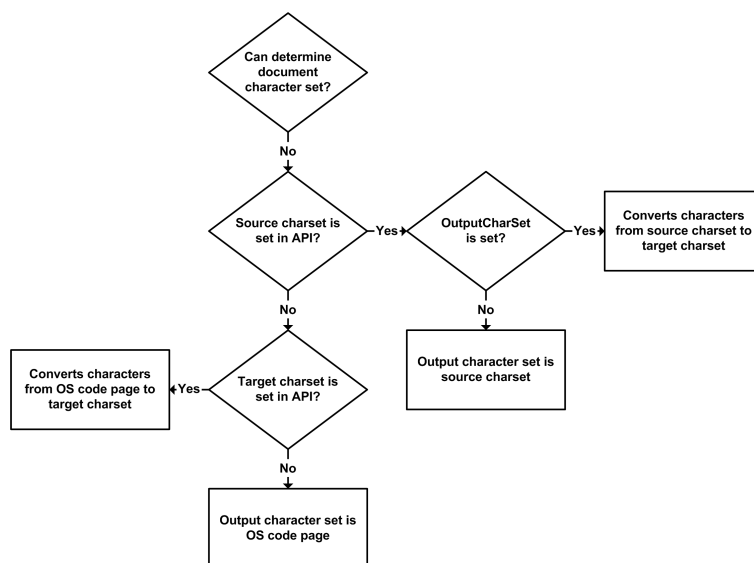 Can determine
document
character set?
No
Source charset is
set in API?
Yes
OutputCharSet
is set?
Yes
Converts characters
from source charset to
target charset
No
No
Output character set is
source charset
Converts characters
from OS code page to
target charset
Yes
Target charset is
set in API?
No
Output character set is
OS code page